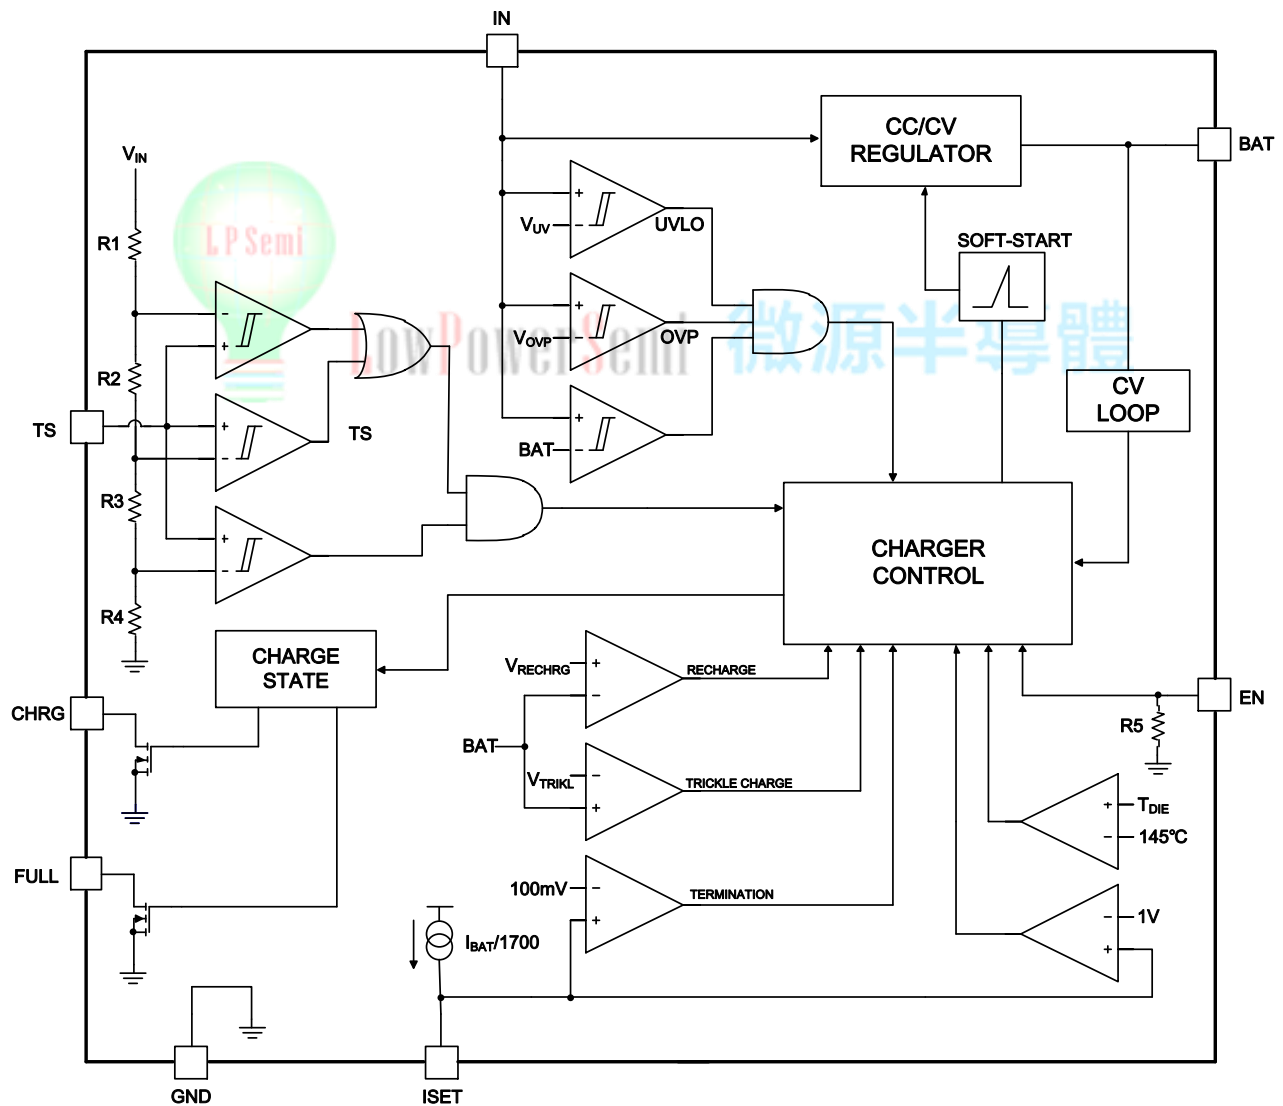 IN
CC/CV
REGULATOR
BAT
VIN
LPSemi
R1
+
VUV
−
UVLO
SOFT-START
−
+
VOVP
−
OVP
LowPowerSemi 微源半導體
+
R2
CV
LOOP
TS
+
−
TS
+
BAT
−
R3
+
−
CHARGER
CONTROL
R4
CHARGE
STATE
VRECHRG
+
−
RECHARGE
CHRG
EN
R5
BAT
VTRIKL
−
+
TRICKLE CHARGE
+
TDIE
−
145℃
FULL
100mV
−
+
TERMINATION
IBAT/1700
−
1V
+
GND
ISET